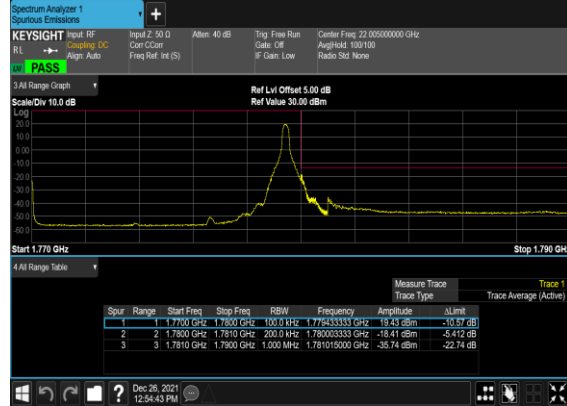 Spectrum Analyzer 1
Spurious Emissions
KEYSIGHT Input: RF Input Z: 50 Ω Atten: 40 dB Trig: Free Run Center Freq: 22.005000000 GHz
RL Coupling: DC Corr CCorr Gate: Off Avg|Hold: 100/100
Align: Auto Freq Ref: Int (S) IF Gain: Low Radio Std: None
PASS
3 All Range Graph
Ref Lvl Offset 5.00 dB
Scale/Div 10.0 dB Ref Value 30.00 dBm
Log
20.0
10.0
0.00
-10.0
-20.0
-30.0
-40.0
-50.0
-60.0
Start 1.770 GHz Stop 1.790 GH
4 All Range Table
Measure Trace Trace 1
Trace Type Trace Average (Active)
Spur Range Start Freq Stop Freq RBW Frequency Amplitude ΔLimit
1 1 1.7700 GHz 1.7800 GHz 100.0 kHz 1.779433333 GHz 19.43 dBm -10.57 dB
2 2 1.7800 GHz 1.7810 GHz 200.0 kHz 1.780003333 GHz -18.41 dBm -5.412 dB
3 3 1.7810 GHz 1.7900 GHz 1.000 MHz 1.781015000 GHz -35.74 dBm -22.74 dB
Dec 26, 2021
12:54:43 PM